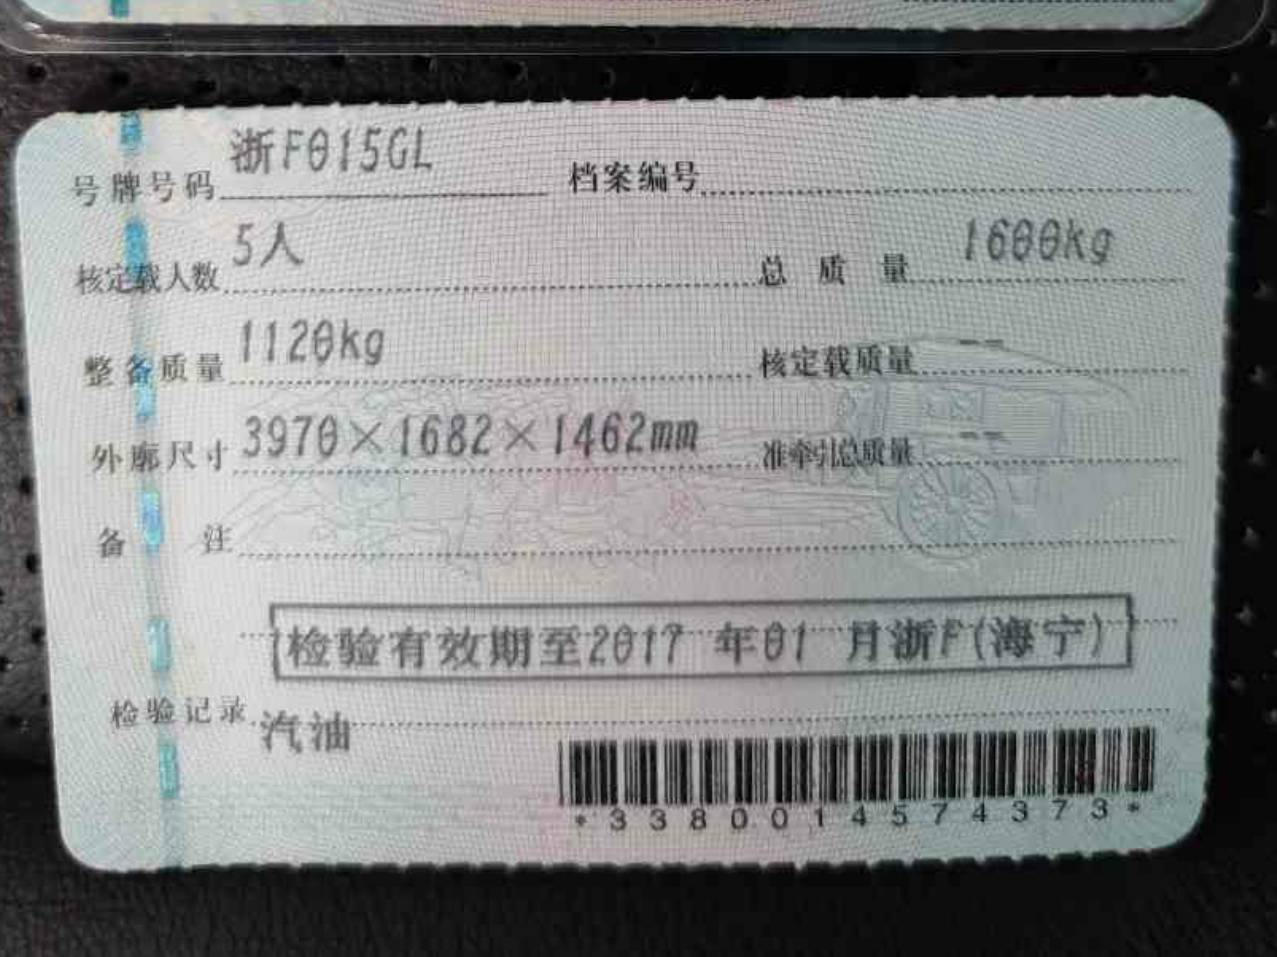 号牌号码 浙F015GL 档案编号
核定载人数 5人 总质量 1600kg
整备质量 1120kg 核定载质量 --
外廓尺寸 3970×1682×1462mm 准牵引总质量 --
备注
检验有效期至2017 年01 月浙F(海宁)
检验记录 汽油
*3380014574373*